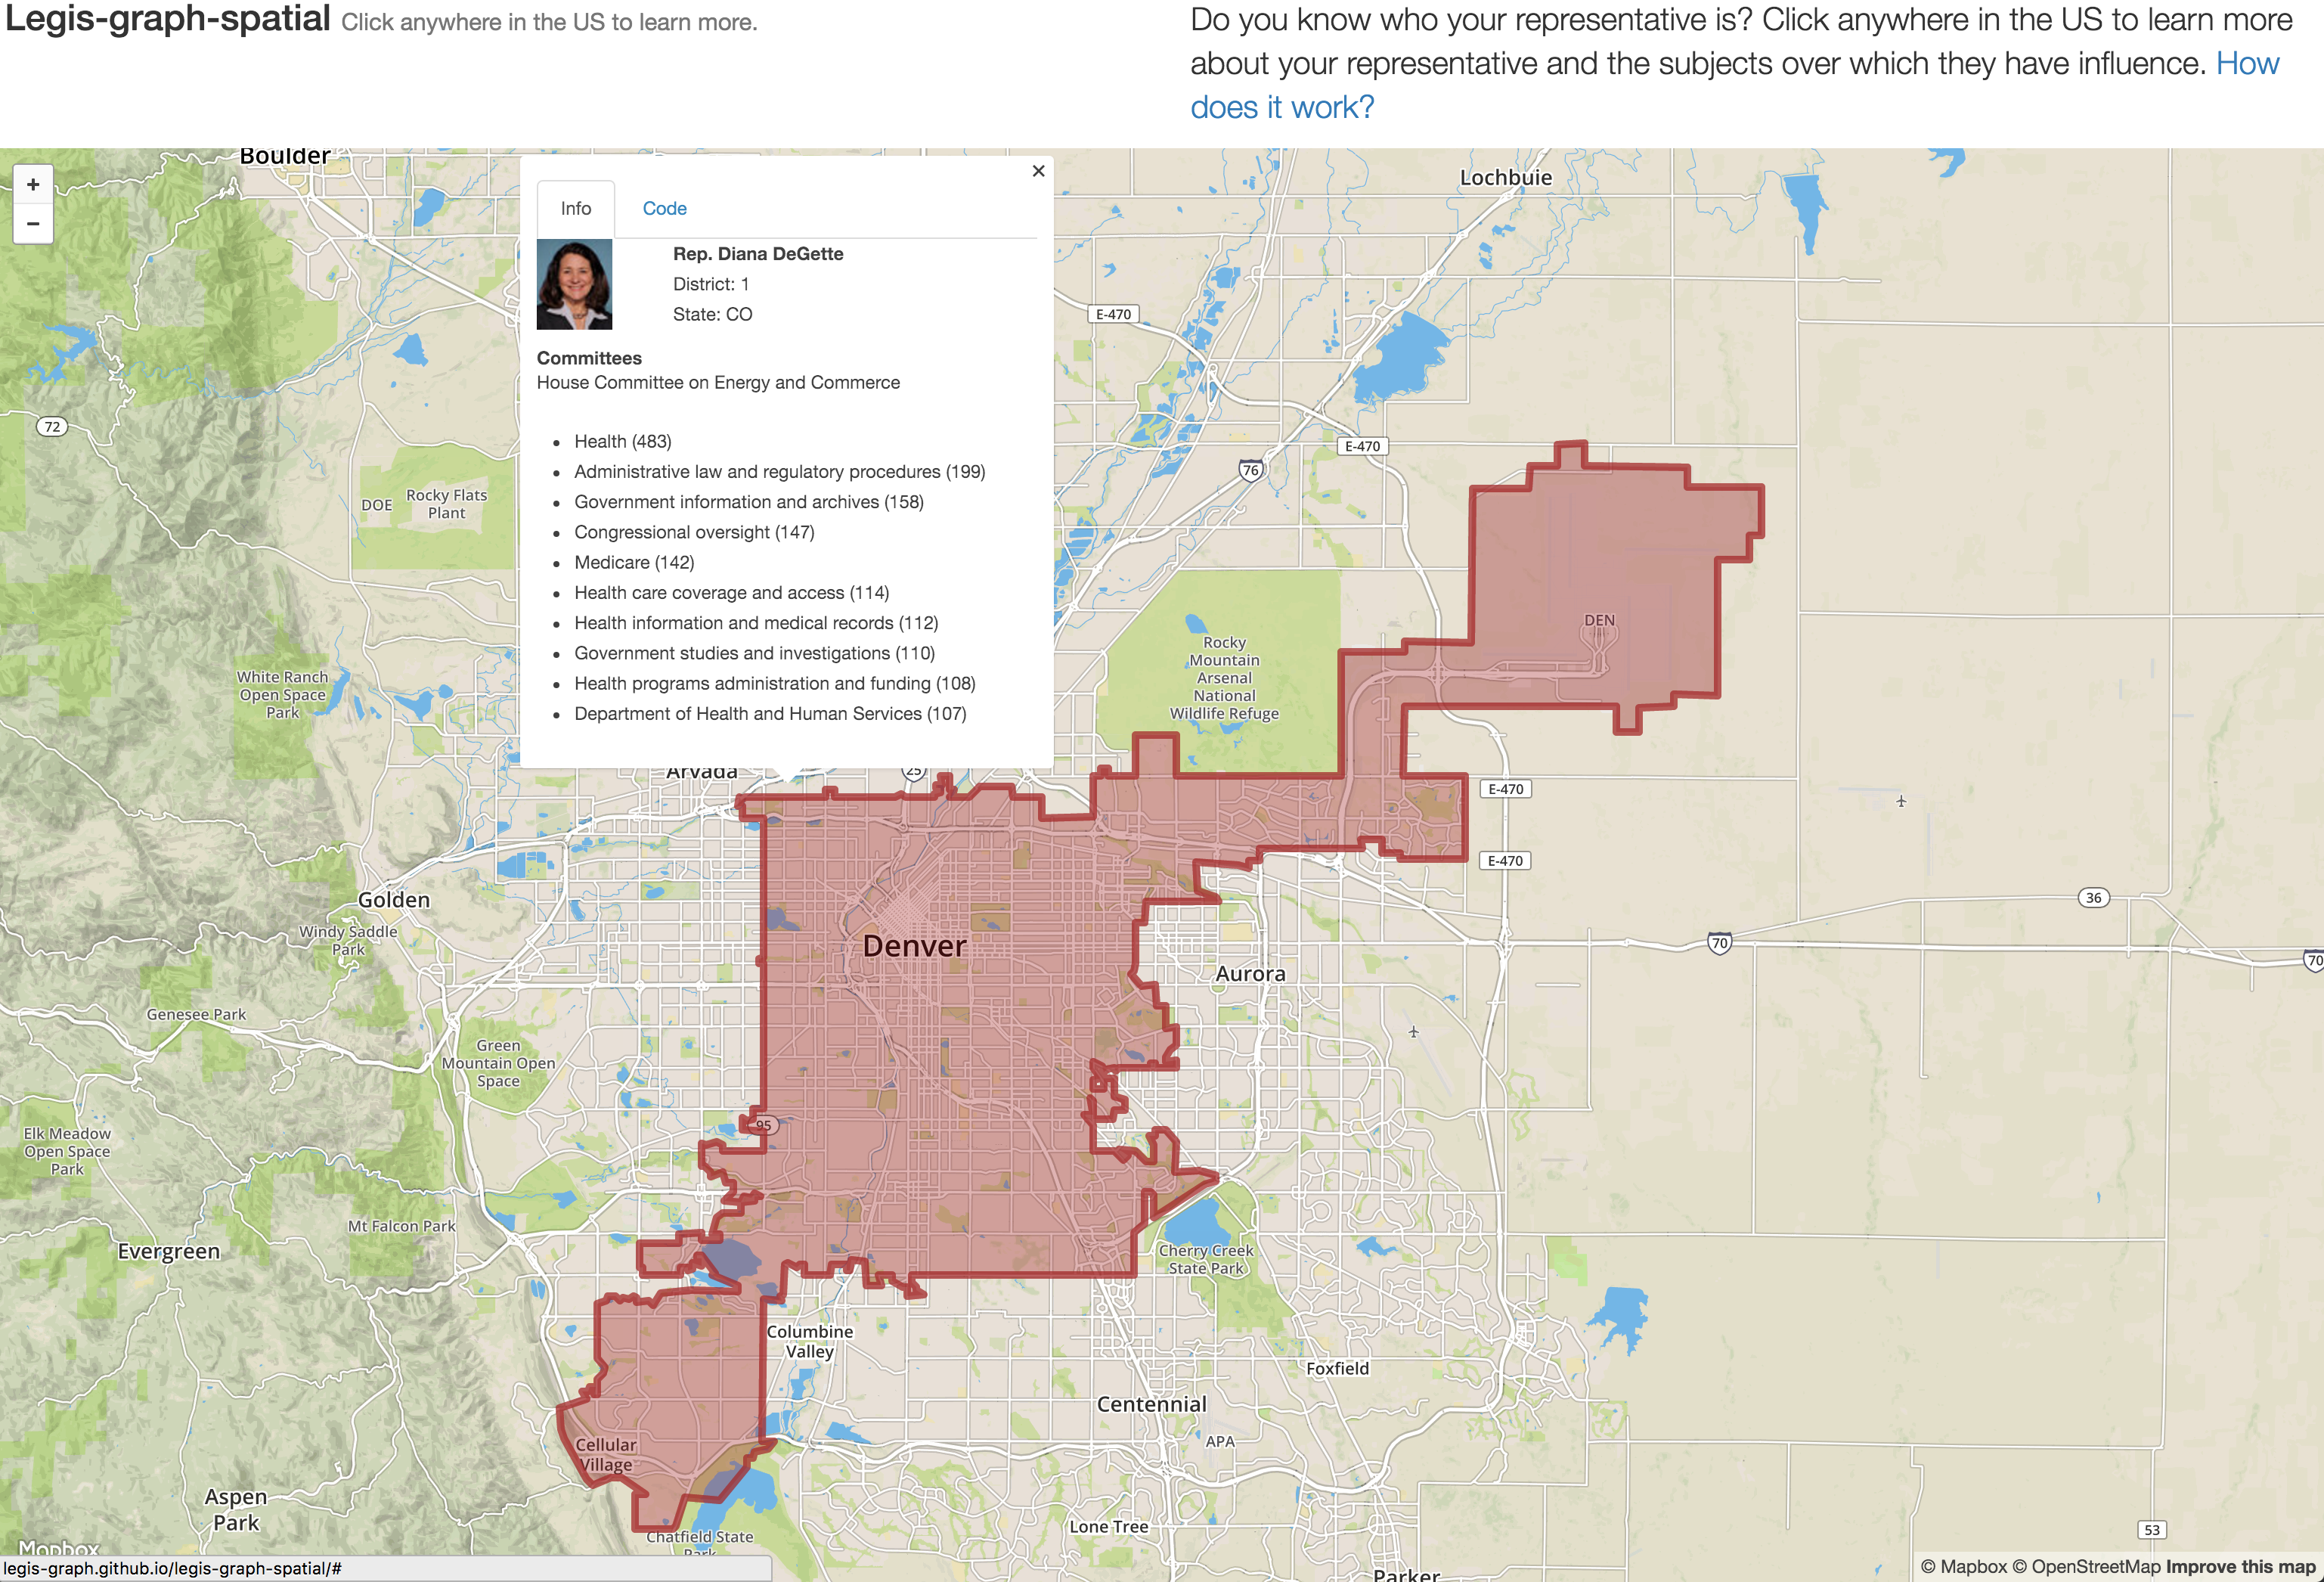 Legis-graph-spatial Click anywhere in the US to learn more.
Do you know who your representative is? Click anywhere in the US to learn more
about your representative and the subjects over which they have influence. How
does it work?
+
−
Boulder
Lochbuie
×
Info
Code
Rep. Diana DeGette
District: 1
State: CO
Committees
House Committee on Energy and Commerce
• Health (483)
• Administrative law and regulatory procedures (199)
• Government information and archives (158)
• Congressional oversight (147)
• Medicare (142)
• Health care coverage and access (114)
• Health information and medical records (112)
• Government studies and investigations (110)
• Health programs administration and funding (108)
• Department of Health and Human Services (107)
E-470
72
E-470
76
DOE
Rocky Flats
Plant
DEN
Rocky
Mountain
Arsenal
National
Wildlife Refuge
White Ranch
Open Space
Park
Arvada
25
E-470
E-470
Golden
36
Windy Saddle
Park
Denver
70
70
Aurora
Genesee Park
Green
Mountain Open
Space
95
Elk Meadow
Open Space
Park
Mt Falcon Park
Evergreen
Cherry Creek
State Park
Columbine
Valley
Foxfield
Centennial
APA
Cellular
Village
Aspen
Park
Lone Tree
53
Chatfield State
Park
Mapbox
legis-graph.github.io/legis-graph-spatial/#
Parker
© Mapbox © OpenStreetMap Improve this map